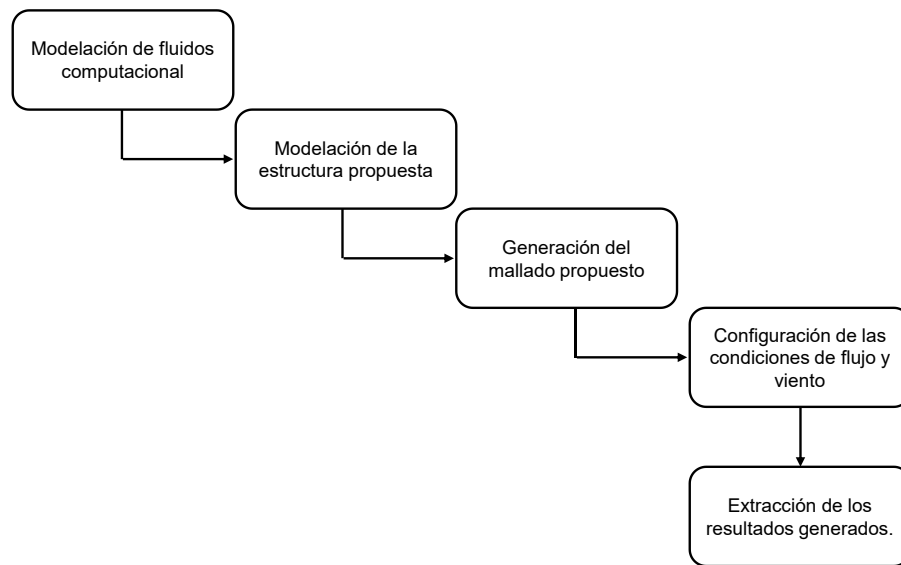 Modelación de fluidos
computacional
Modelación de la
estructura propuesta
Generación del
mallado propuesto
Configuración de las
condiciones de flujo y
viento
Extracción de los
resultados generados.